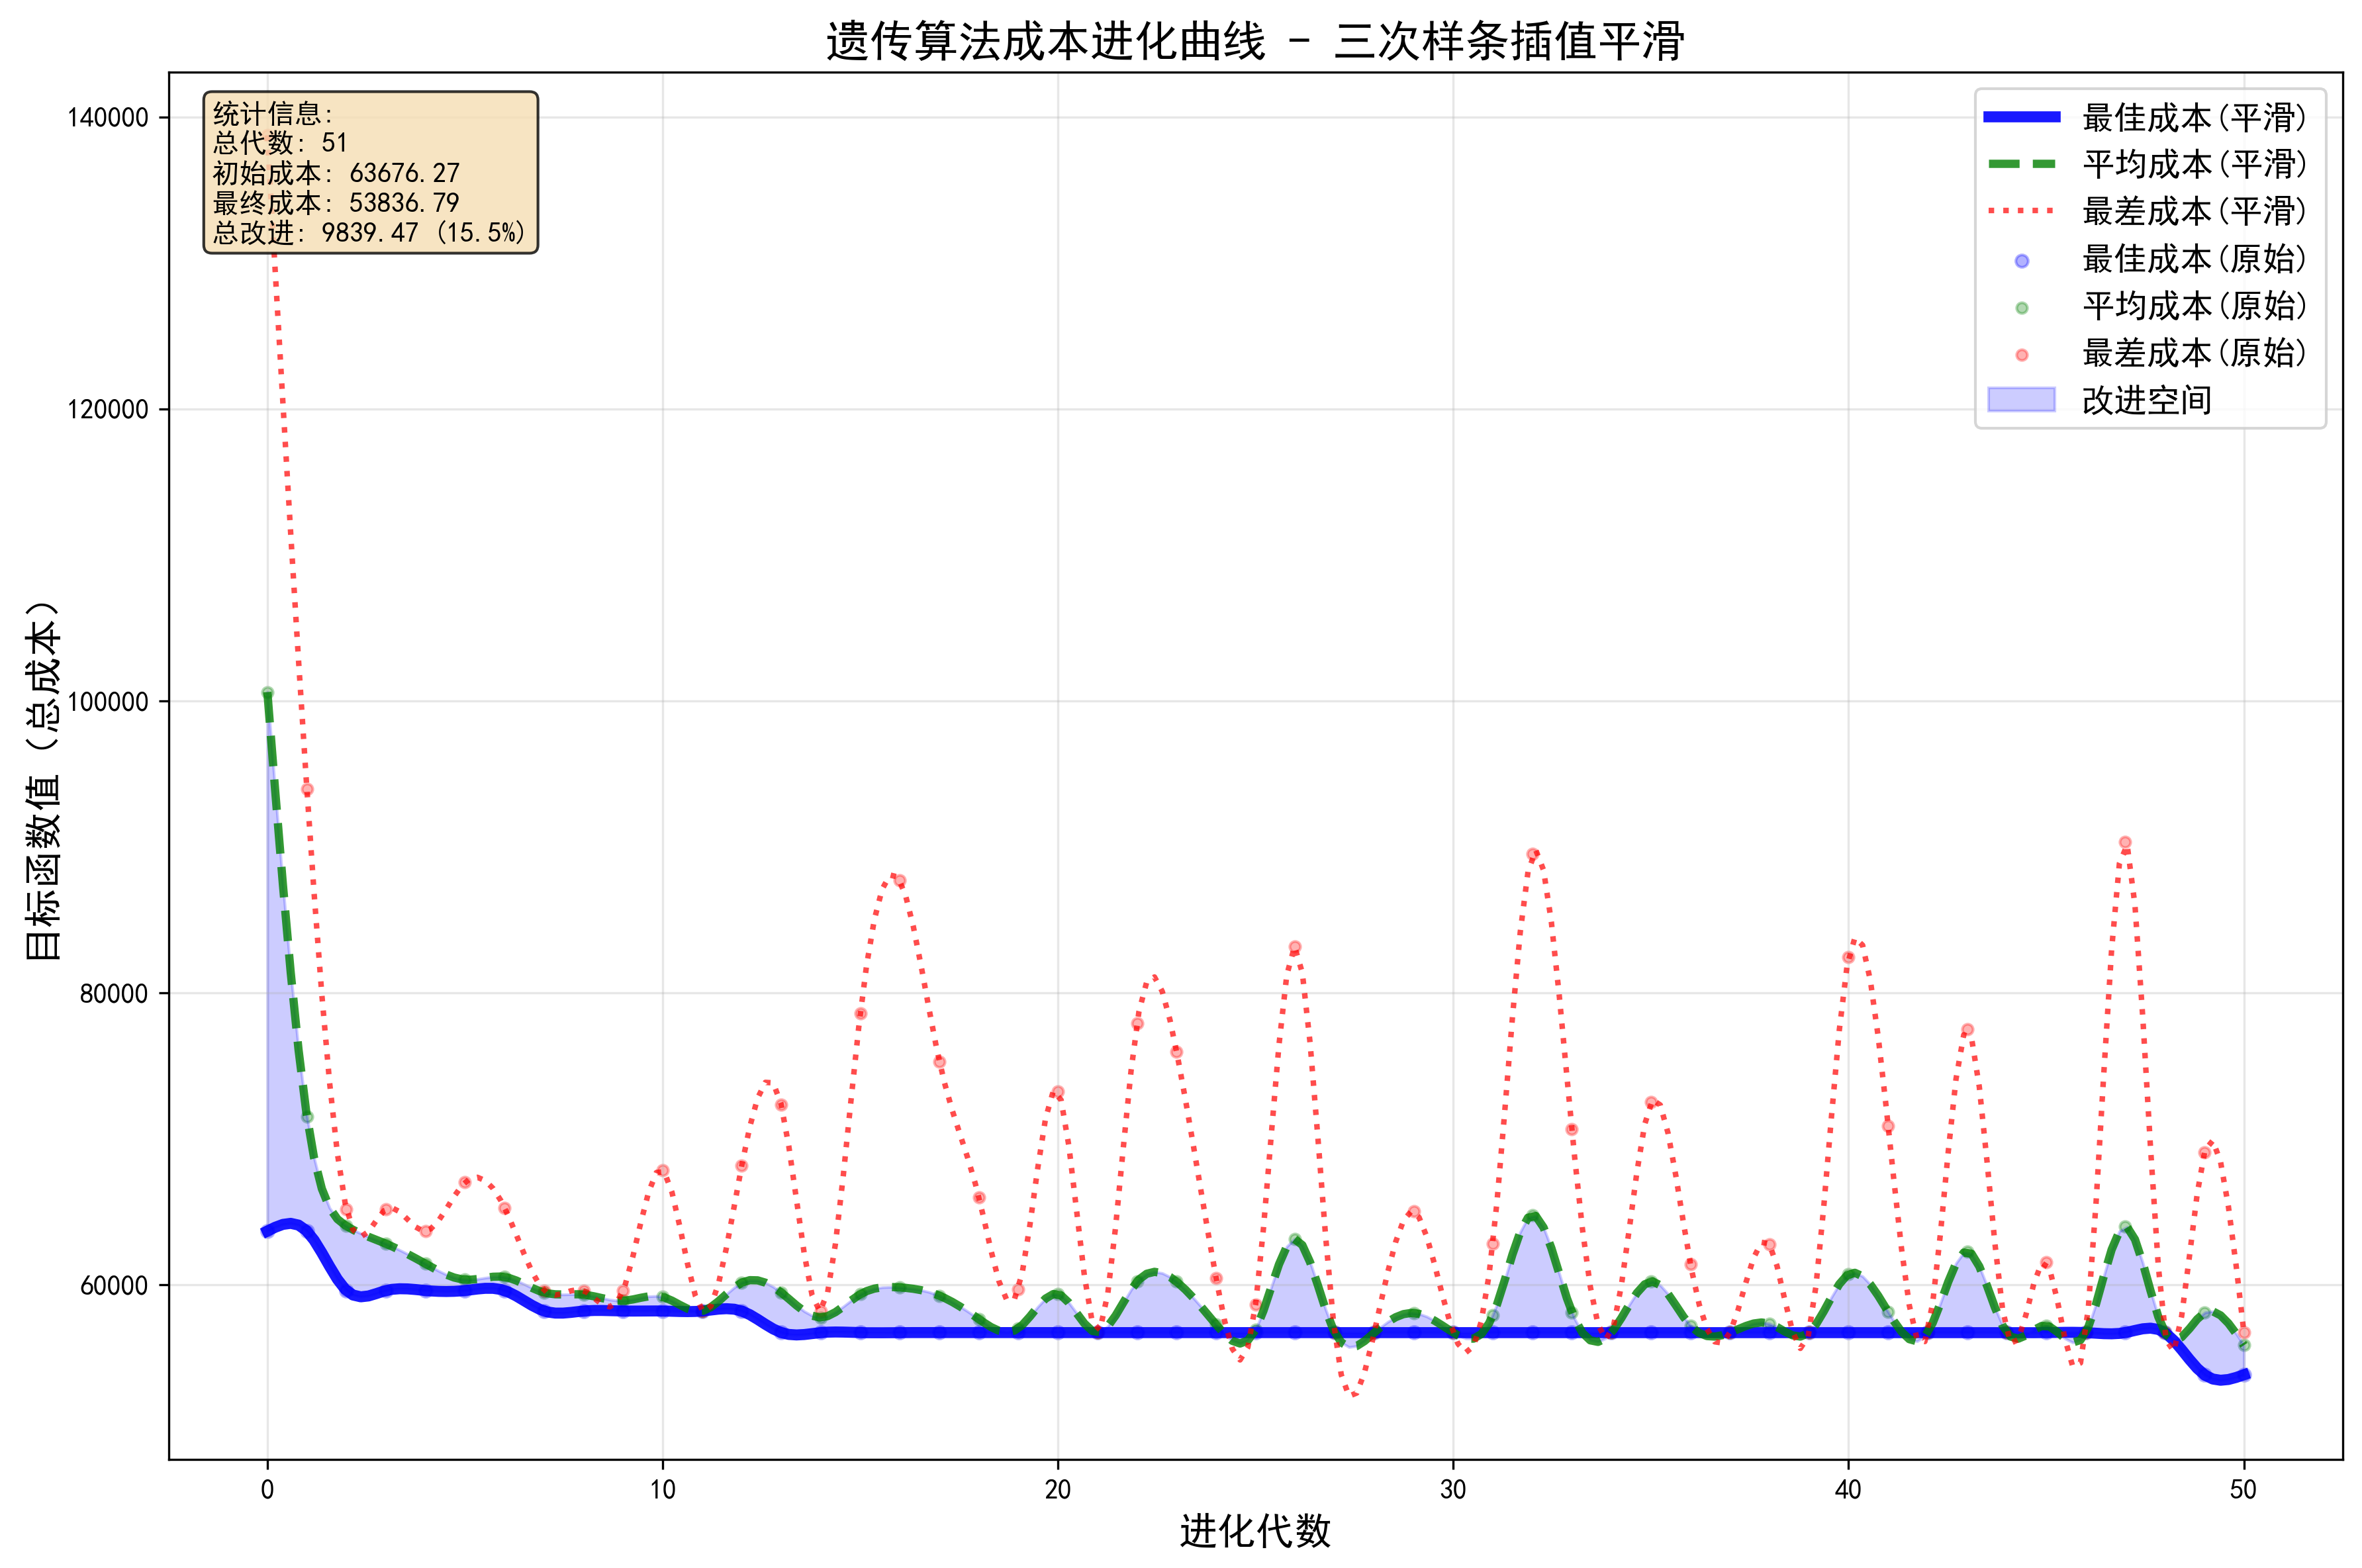 遗传算法成本进化曲线 - 三次样条插值平滑
统计信息:
总代数: 51
初始成本: 63676.27
最终成本: 53836.79
总改进: 9839.47 (15.5%)
最佳成本(平滑)
平均成本(平滑)
最差成本(平滑)
最佳成本(原始)
平均成本(原始)
最差成本(原始)
改进空间
目标函数值（总成本）
140000
120000
100000
80000
60000
0
10
20
30
40
50
进化代数